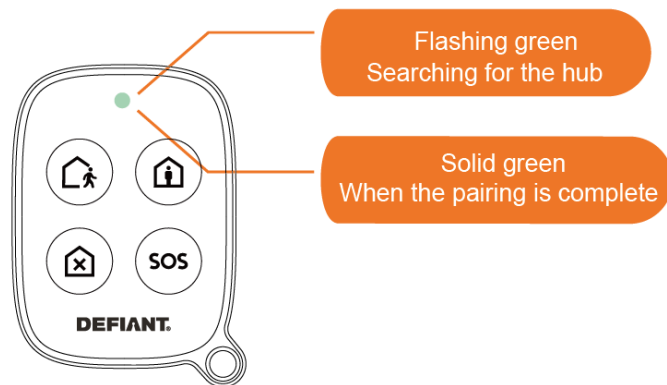 Flashing green
Searching for the hub
Solid green
When the pairing is complete
SOS
DEFIANT.